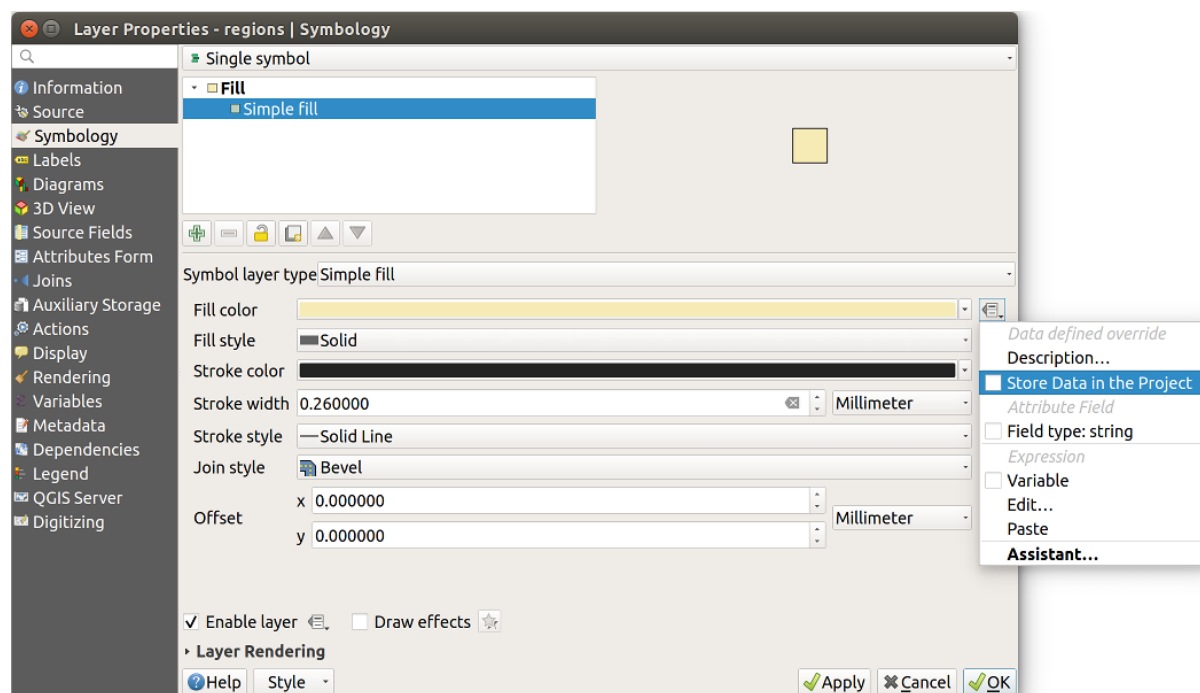 Layer Properties - regions | Symbology
Single symbol
Information
Source
Symbology
Labels
Diagrams
3D View
Source Fields
Attributes Form
Joins
Auxiliary Storage
Actions
Display
Rendering
Variables
Metadata
Dependencies
Legend
QGIS Server
Digitizing
Fill
Simple fill
Symbol layer type Simple fill
Fill color
Fill style Solid
Stroke color
Stroke width 0.260000 Millimeter
Stroke style Solid Line
Join style Bevel
Offset
x 0.000000
y 0.000000
Millimeter
Data defined override
Description...
Store Data in the Project
Attribute Field
Field type: string
Expression
Variable
Edit...
Paste
Assistant...
Enable layer Draw effects
Layer Rendering
Help Style Apply Cancel OK